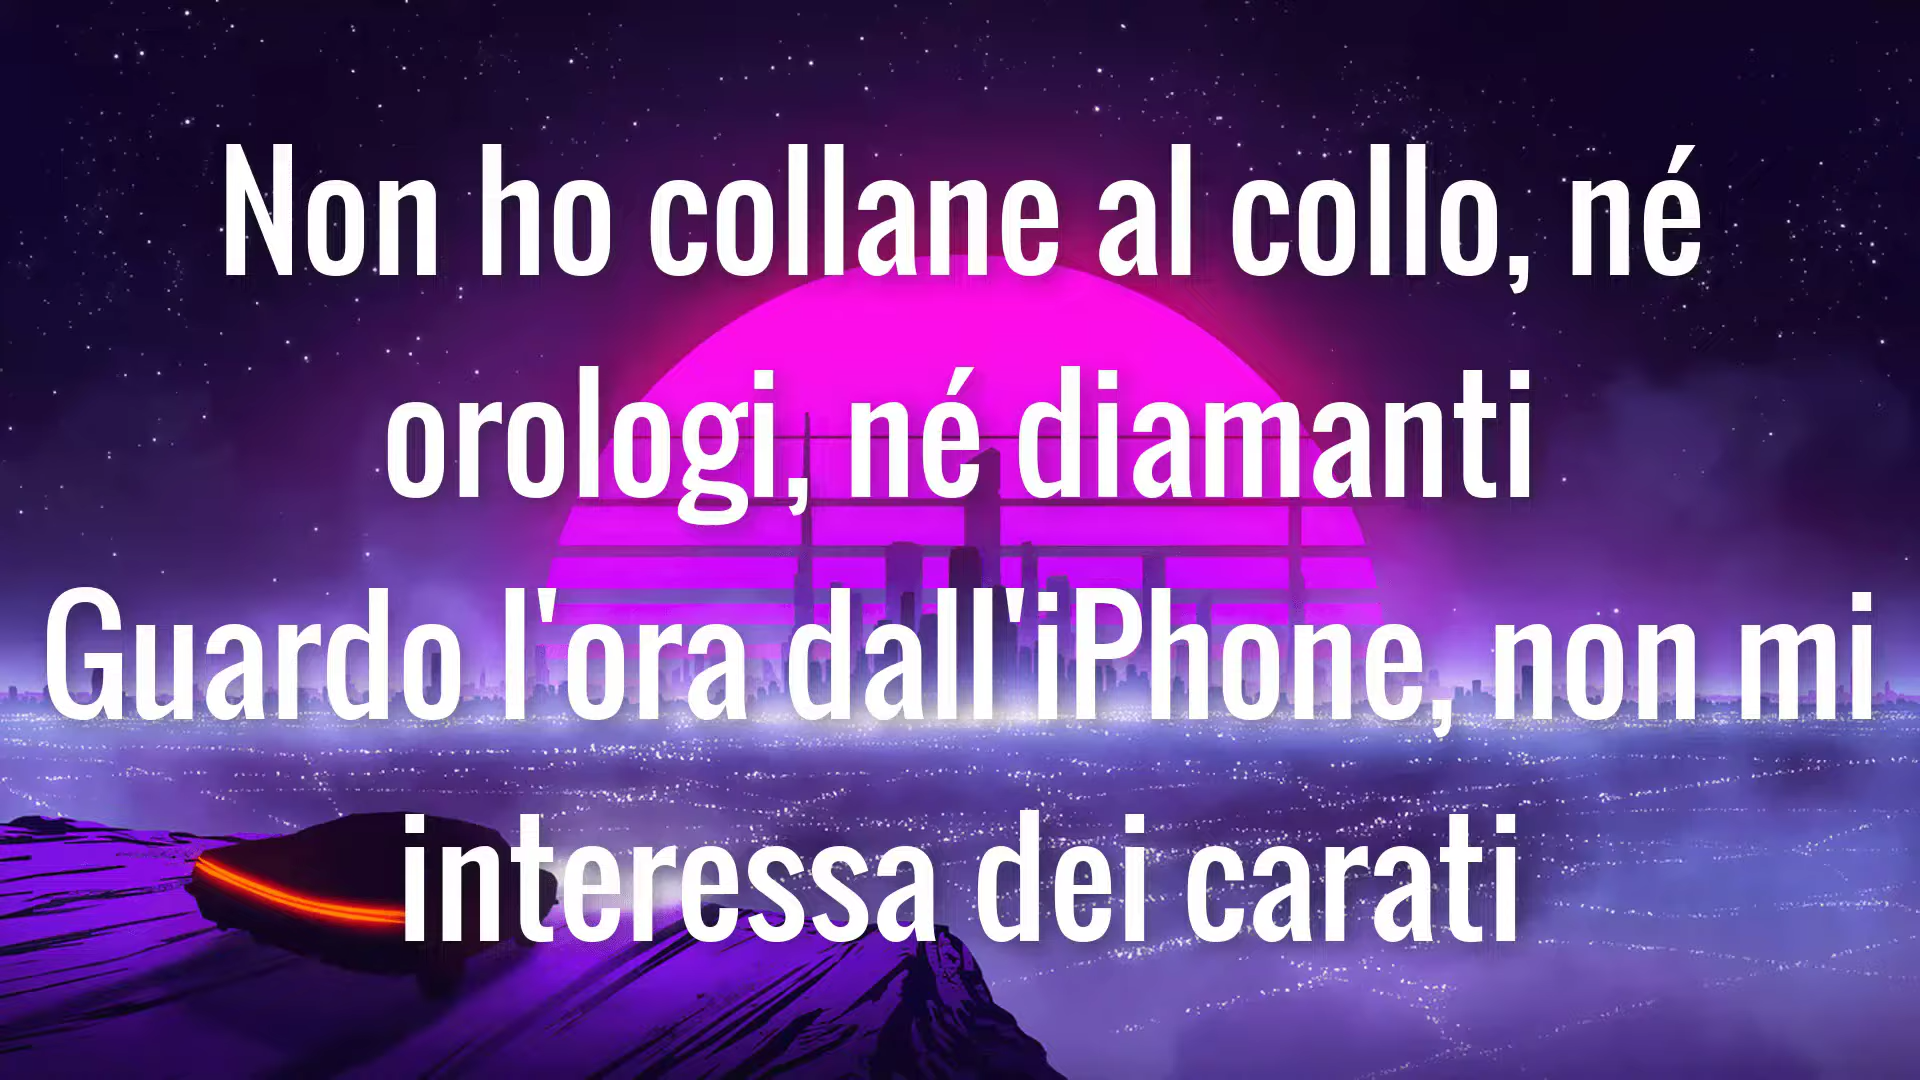 Non ho collane al collo, né
orologi, né diamanti
Guardo l'ora dall'iPhone, non mi
interessa dei carati